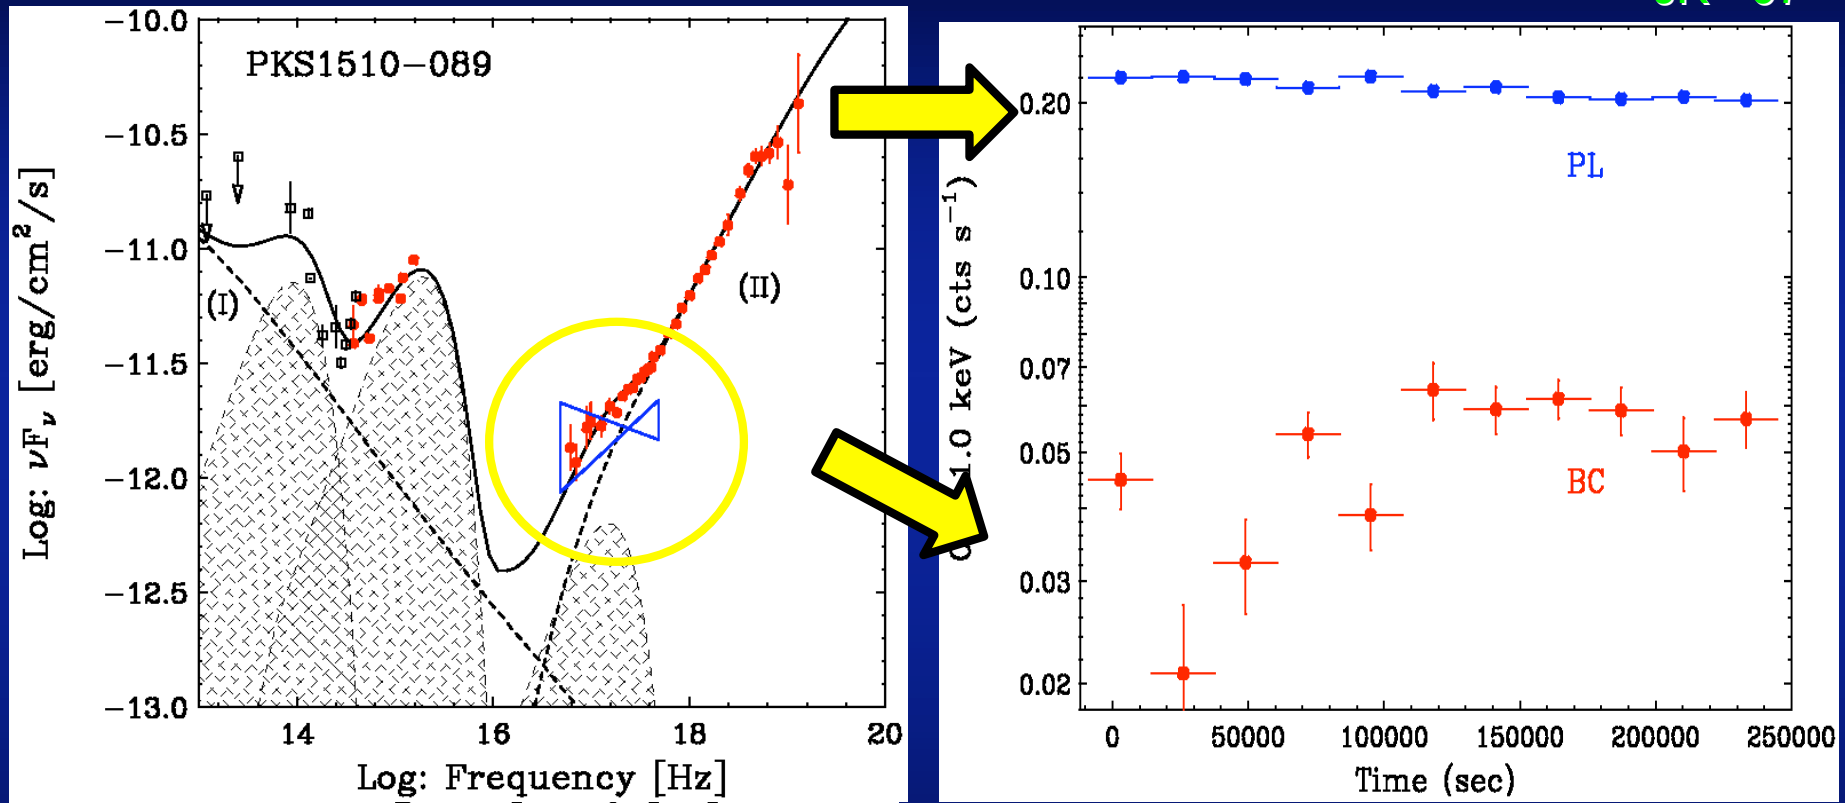 PKS1510-089
(I)
(II)
-10.0
-10.5
-11.0
-11.5
-12.0
-12.5
-13.0
14
16
18
20
Log: νFν [erg/cm²/s]
Log: Frequency [Hz]
0.20
0.10
0.07
0.05
0.03
0.02
PL
BC
1.0 keV (cts s⁻¹)
0
50000
100000
150000
200000
250000
Time (sec)